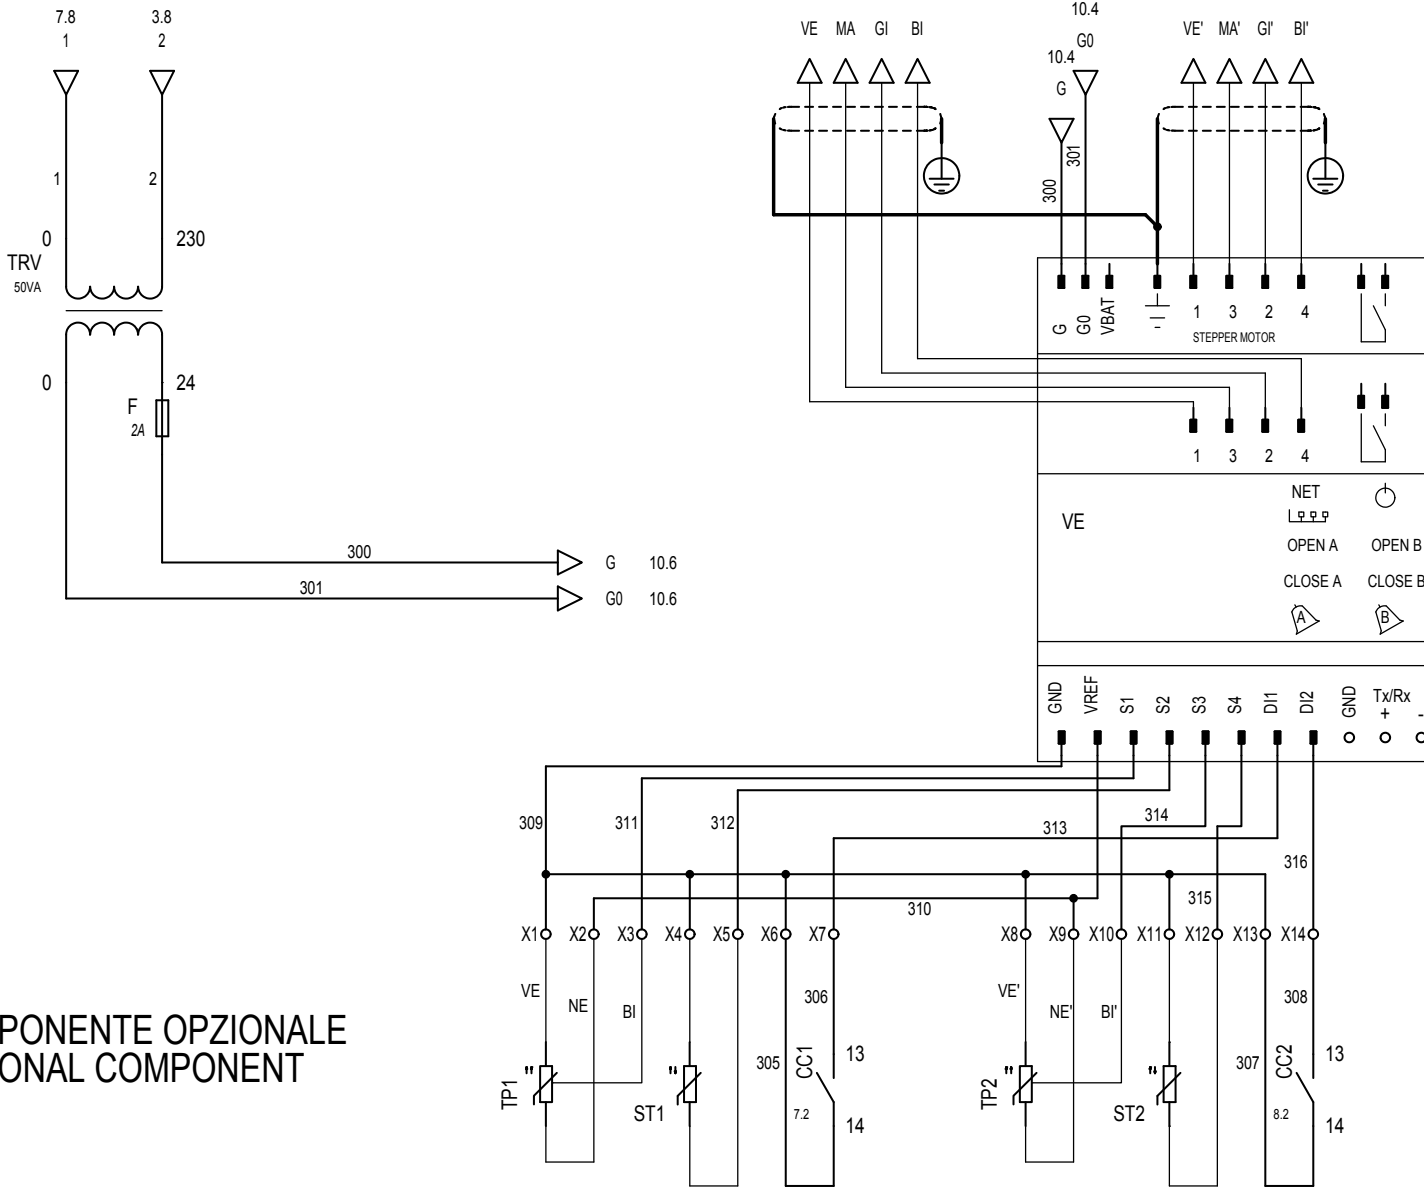 7.8 3.8 10.4
1 2 VE MA GI BI G0 VE' MA' GI' BI'
10.4
G
301
300
1 2
0 230
TRV
50VA
G G0 VBAT 1 3 2 4
STEPPER MOTOR
0 24
F
2A
1 3 2 4
NET
VE
OPEN A OPEN B
300 G 10.6
CLOSE A CLOSE B
301 G0 10.6
A B
GND VREF S1 S2 S3 S4 DI1 DI2 GND Tx/Rx
+ -
309 311 312 313 314
316
310 315
X1 X2 X3 X4 X5 X6 X7 X8 X9 X10 X11 X12 X13 X14
VE NE BI 306 VE' NE' BI' 308
PONENTE OPZIONALE
ONAL COMPONENT
TP1 ST1 305 CC1 13 TP2 ST2 307 CC2 13
7.2 14 8.2 14